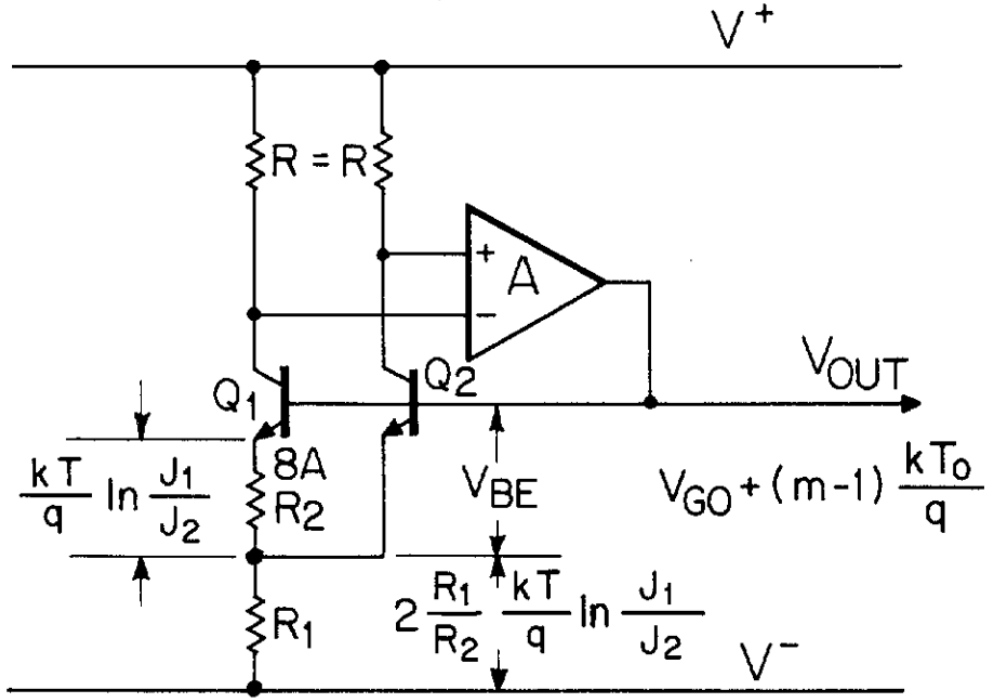 V⁺
R = R
+
A
−
Q₁
Q₂
V_OUT
8A
kT/q ln J₁/J₂
R₂
V_BE
V_GO + (m-1) kT₀/q
R₁
2 R₁/R₂ kT/q ln J₁/J₂
V⁻